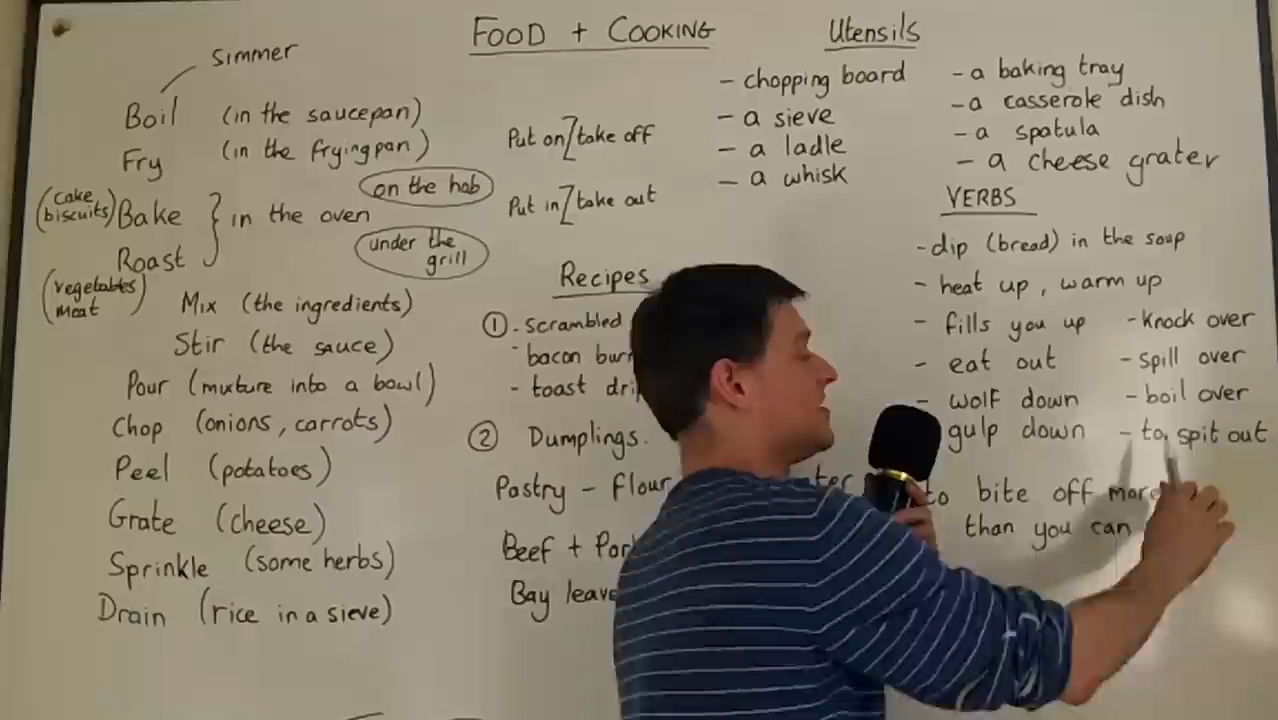 FOOD + COOKING
simmer
Boil (in the saucepan)
Fry (in the fryingpan)
on the hob
(cake biscuits) Bake } in the oven
Roast
under the grill
(vegetables meat)
Mix (the ingredients)
Stir (the sauce)
Pour (mixture into a bowl)
Chop (onions, carrots)
Peel (potatoes)
Grate (cheese)
Sprinkle (some herbs)
Drain (rice in a sieve)
Put on / take off
Put in / take out
Recipes
① - scrambled
- bacon
- toast
② Dumplings.
Pastry - Flour
Beef +
Bay
Utensils
- chopping board
- a sieve
- a ladle
- a whisk
- a baking tray
- a casserole dish
- a spatula
- a cheese grater
VERBS
- dip (bread) in the soup
- heat up, warm up
- fills you up
- eat out
- wolf down
gulp down
- knock over
- spill over
- boil over
- to spit out
to bite off more
than you can